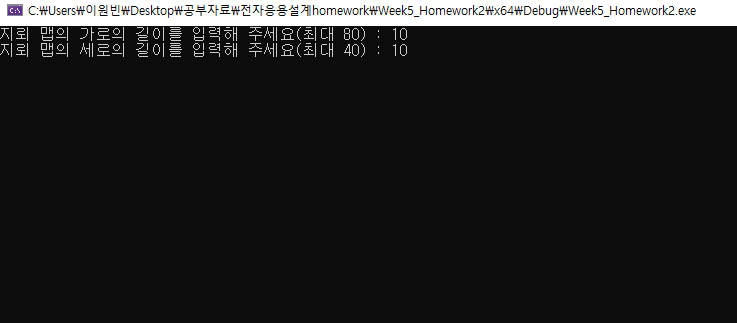 C:\Users\이원빈\Desktop\공부자료\전자응용설계homework\Week5_Homework2\x64\Debug\Week5_Homework2.exe
지뢰 맵의 가로의 길이를 입력해 주세요(최대 80) : 10
지뢰 맵의 세로의 길이를 입력해 주세요(최대 40) : 10